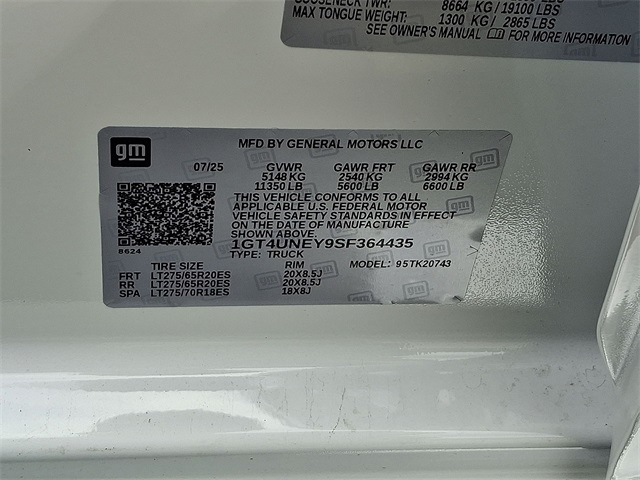 GOOSENECK TWR: 8664 KG/19100 LBS
MAX TONGUE WEIGHT: 1300 KG/ 2865 LBS
SEE OWNER'S MANUAL FOR MORE INFORMATION
gm
MFD BY GENERAL MOTORS LLC
07/25 GVWR GAWR FRT GAWR RR
5148 KG 2540 KG 2994 KG
11350 LB 5600 LB 6600 LB
THIS VEHICLE CONFORMS TO ALL
APPLICABLE U.S. FEDERAL MOTOR
VEHICLE SAFETY STANDARDS IN EFFECT
ON THE DATE OF MANUFACTURE
SHOWN ABOVE.
8624
1GT4UNEY9SF364435
TYPE: TRUCK
TIRE SIZE RIM MODEL: 95TK20743
FRT LT275/65R20ES 20X8.5J
RR LT275/65R20ES 20X8.5J
SPA LT275/70R18ES 18X8J